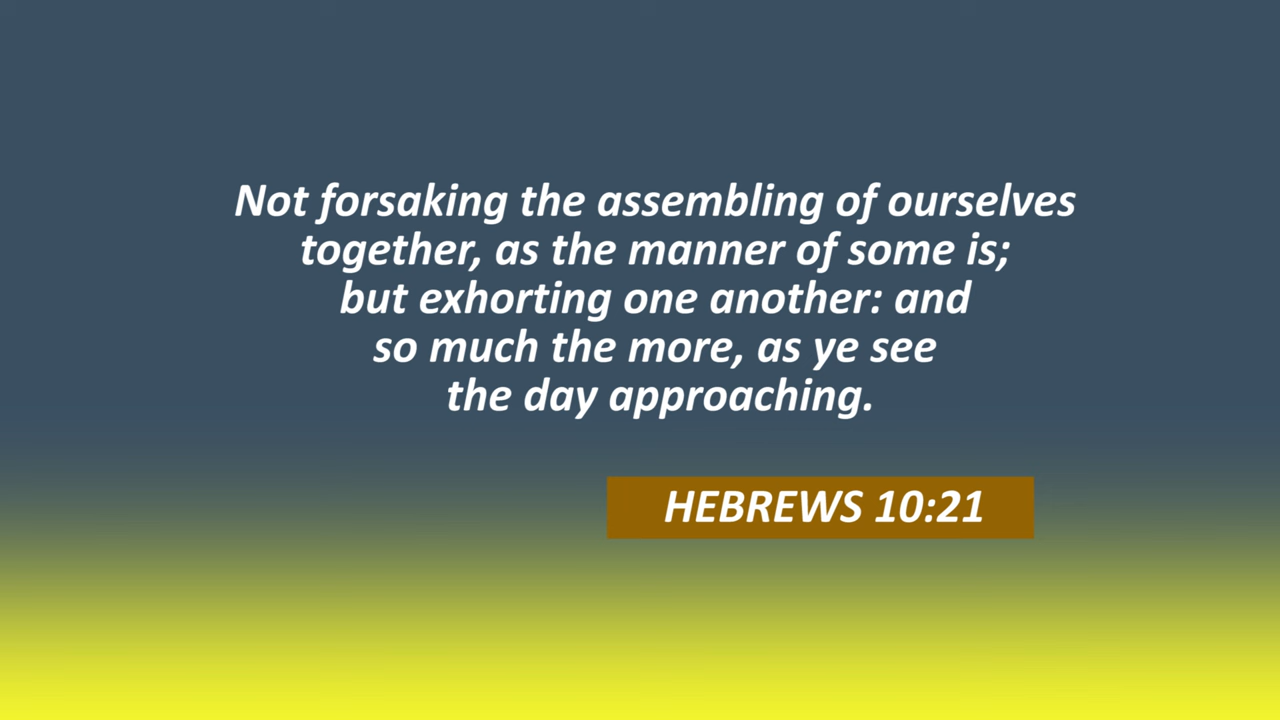 Not forsaking the assembling of ourselves
together, as the manner of some is;
but exhorting one another: and
so much the more, as ye see
the day approaching.
HEBREWS 10:21